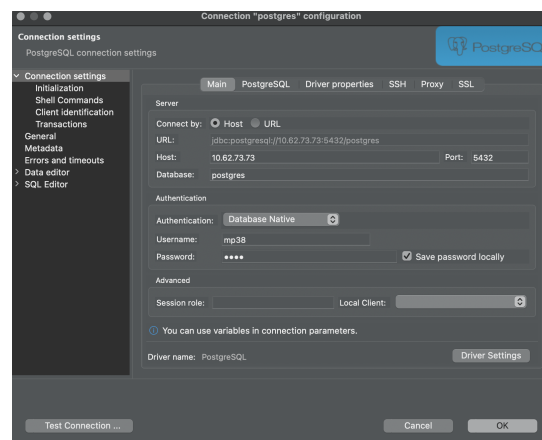 Connection "postgres" configuration
Connection settings
PostgreSQL connection settings
PostgreSQ
Connection settings
Initialization
Shell Commands
Client identification
Transactions
General
Metadata
Errors and timeouts
Data editor
SQL Editor
Main PostgreSQL Driver properties SSH Proxy SSL
Server
Connect by: Host URL
URL: jdbc:postgresql://10.62.73.73:5432/postgres
Host: 10.62.73.73 Port: 5432
Database: postgres
Authentication
Authentication: Database Native
Username: mp38
Password: •••• Save password locally
Advanced
Session role: Local Client:
You can use variables in connection parameters.
Driver name: PostgreSQL Driver Settings
Test Connection ... Cancel OK